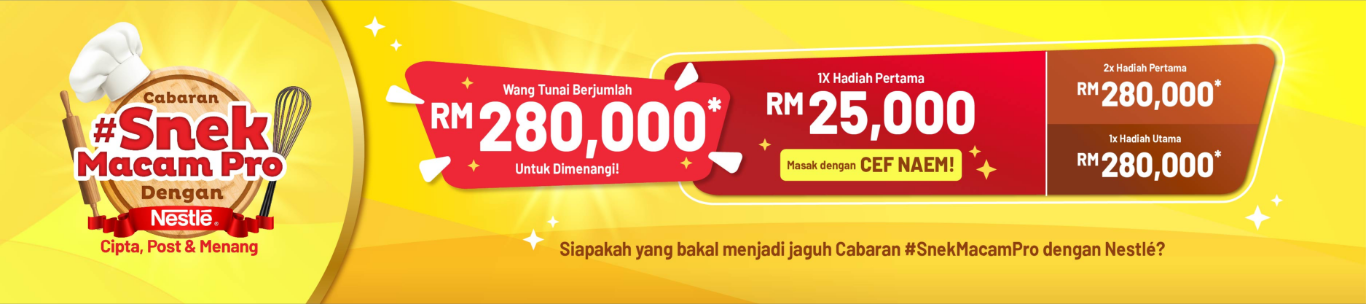 Cabaran
#Snek
Macam Pro
Dengan
Nestlé
Cipta, Post & Menang
Wang Tunai Berjumlah
RM 280,000*
Untuk Dimenangi!
1X Hadiah Pertama
RM 25,000
Masak dengan CEF NAEM!
2x Hadiah Pertama
RM 280,000*
1x Hadiah Utama
RM 280,000*
Siapakah yang bakal menjadi jaguh Cabaran #SnekMacamPro dengan Nestlé?